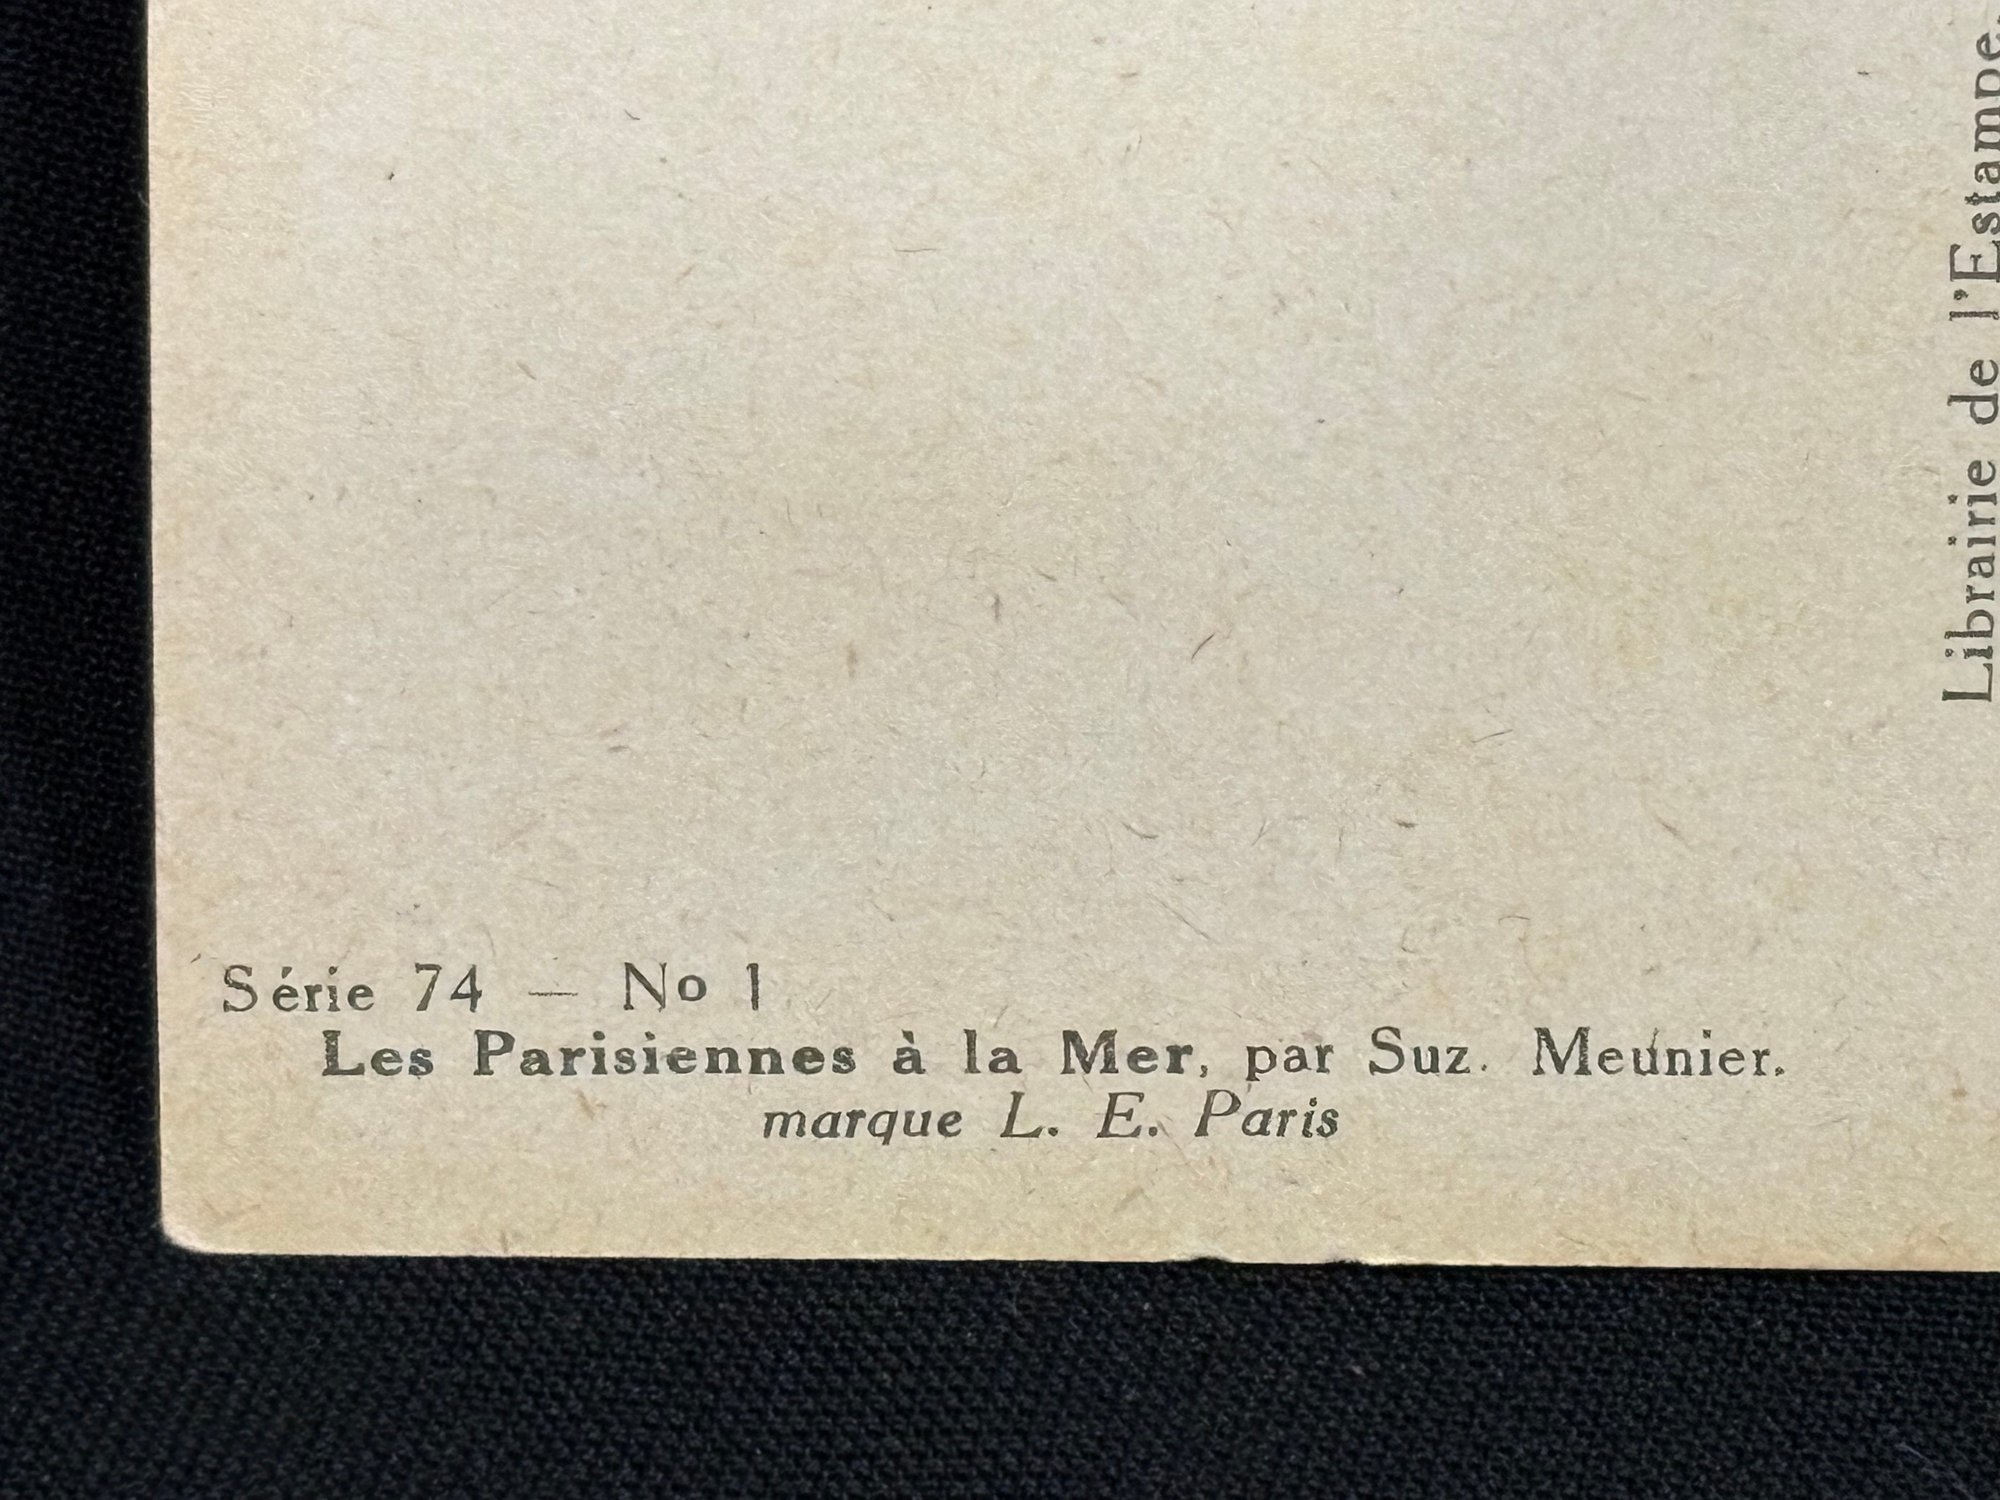 Série 74 — No 1
Les Parisiennes à la Mer, par Suz. Meunier.
marque L. E. Paris
Librairie de l'Estampe.